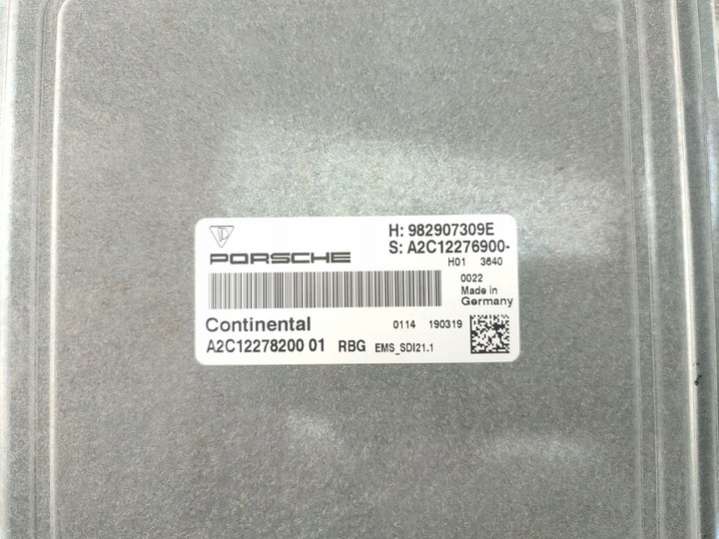 H: 982907309E
PORSCHE
S: A2C12276900-
H01 3640
0022
Made in
Germany
Continental
0114 190319
A2C12278200 01 RBG EMS_SDI21.1